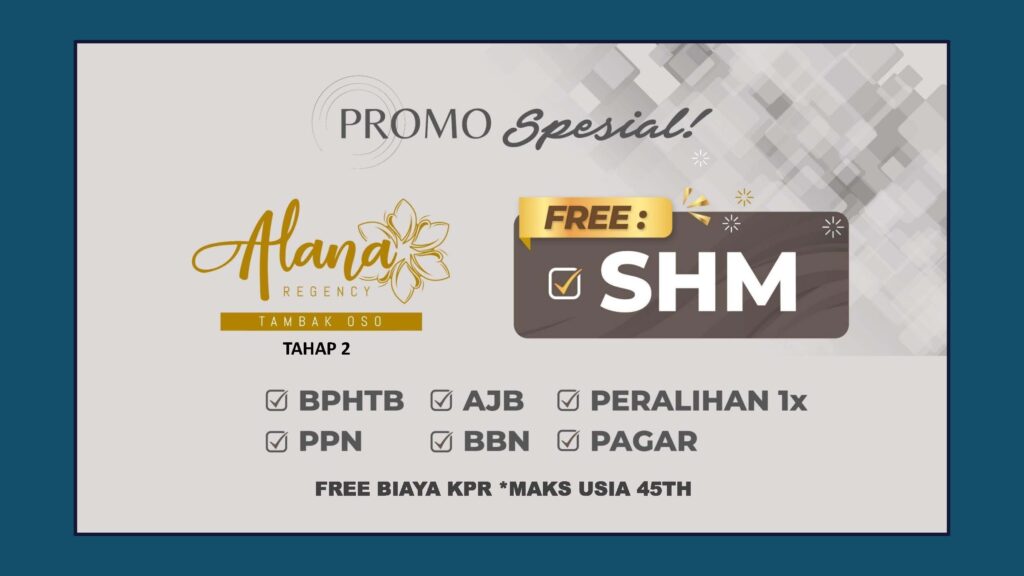 PROMO Spesial!
Alana
REGENCY
TAMBAK OSO
TAHAP 2
FREE :
SHM
BPHTB AJB PERALIHAN 1x
PPN BBN PAGAR
FREE BIAYA KPR *MAKS USIA 45TH